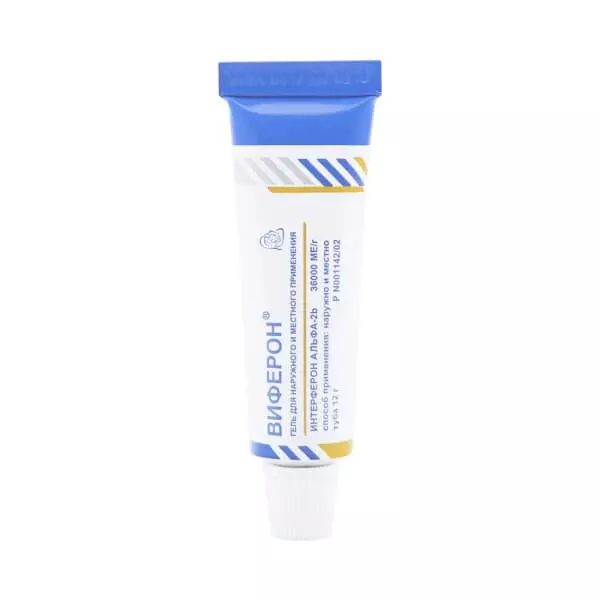 ВИФЕРОН®
ГЕЛЬ ДЛЯ НАРУЖНОГО И МЕСТНОГО ПРИМЕНЕНИЯ
ИНТЕРФЕРОН АЛЬФА-2b 36000 МЕ/г
способ применения: наружно и местно
туба 12 г Р N001142/02